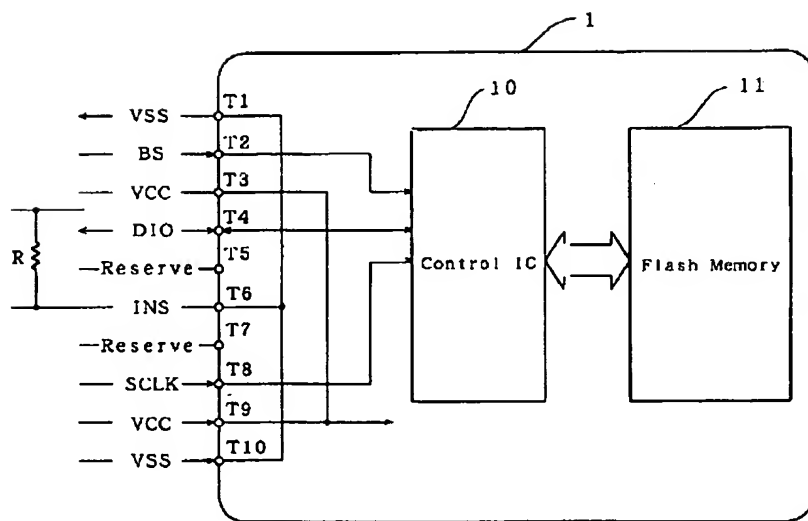 1
10
11
VSS T1
BS T2
VCC T3
DIO T4
R
Reserve T5
INS T6
Reserve T7
SCLK T8
VCC T9
VSS T10
Control IC
Flash Memory